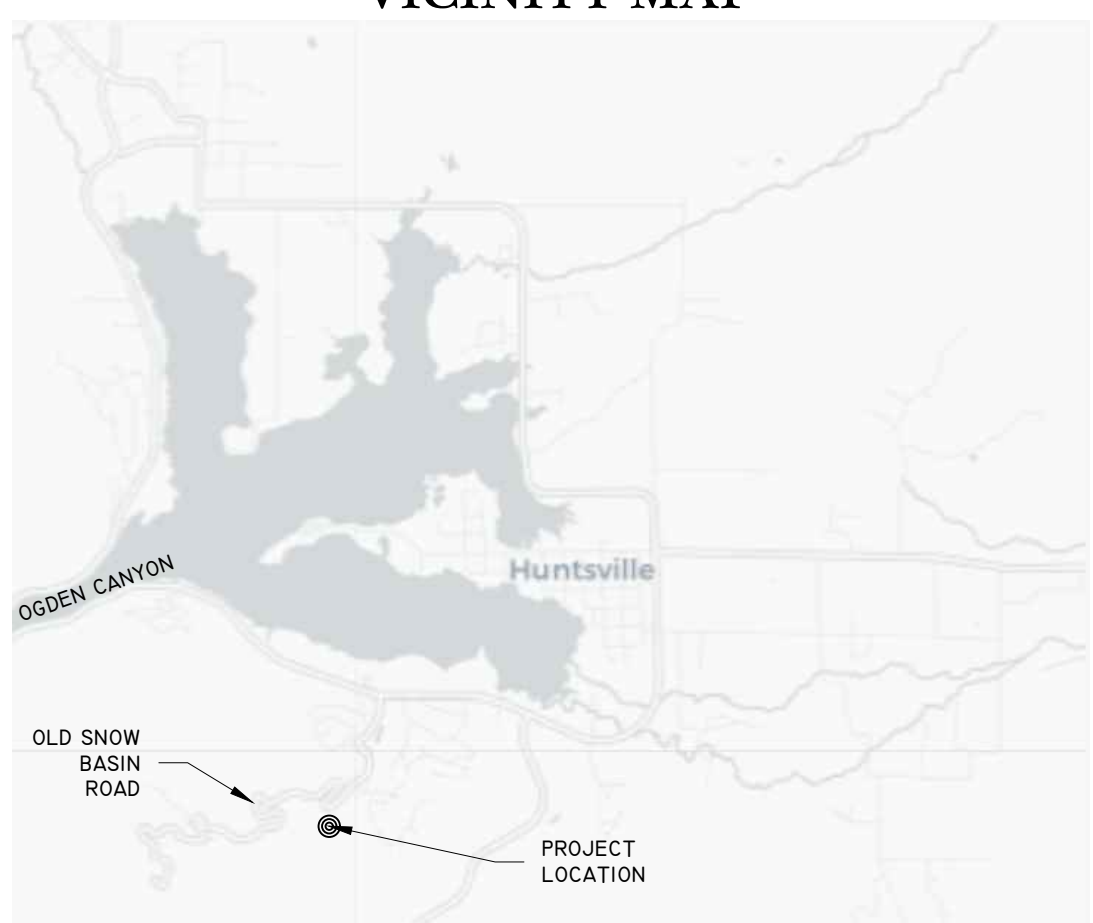 VICINITY MAP
OGDEN CANYON
Huntsville
OLD SNOW
BASIN
ROAD
PROJECT
LOCATION